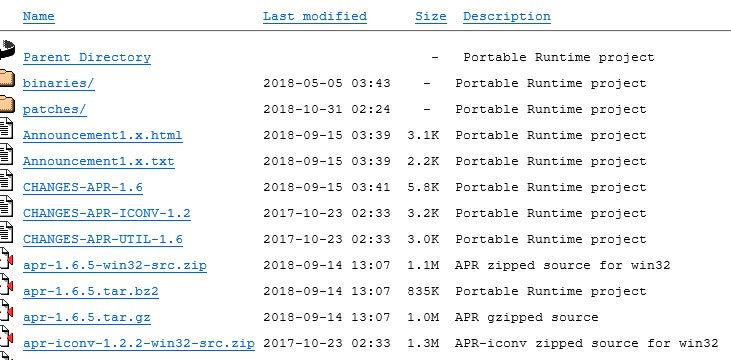 Name Last modified Size Description
Parent Directory - Portable Runtime project
binaries/ 2018-05-05 03:43 - Portable Runtime project
patches/ 2018-10-31 02:24 - Portable Runtime project
Announcement1.x.html 2018-09-15 03:39 3.1K Portable Runtime project
Announcement1.x.txt 2018-09-15 03:39 2.2K Portable Runtime project
CHANGES-APR-1.6 2018-09-15 03:41 5.8K Portable Runtime project
CHANGES-APR-ICONV-1.2 2017-10-23 02:33 3.2K Portable Runtime project
CHANGES-APR-UTIL-1.6 2017-10-23 02:33 3.0K Portable Runtime project
apr-1.6.5-win32-src.zip 2018-09-14 13:07 1.1M APR zipped source for win32
apr-1.6.5.tar.bz2 2018-09-14 13:07 835K Portable Runtime project
apr-1.6.5.tar.gz 2018-09-14 13:07 1.0M APR gzipped source
apr-iconv-1.2.2-win32-src.zip 2017-10-23 02:33 1.3M APR-iconv zipped source for win32